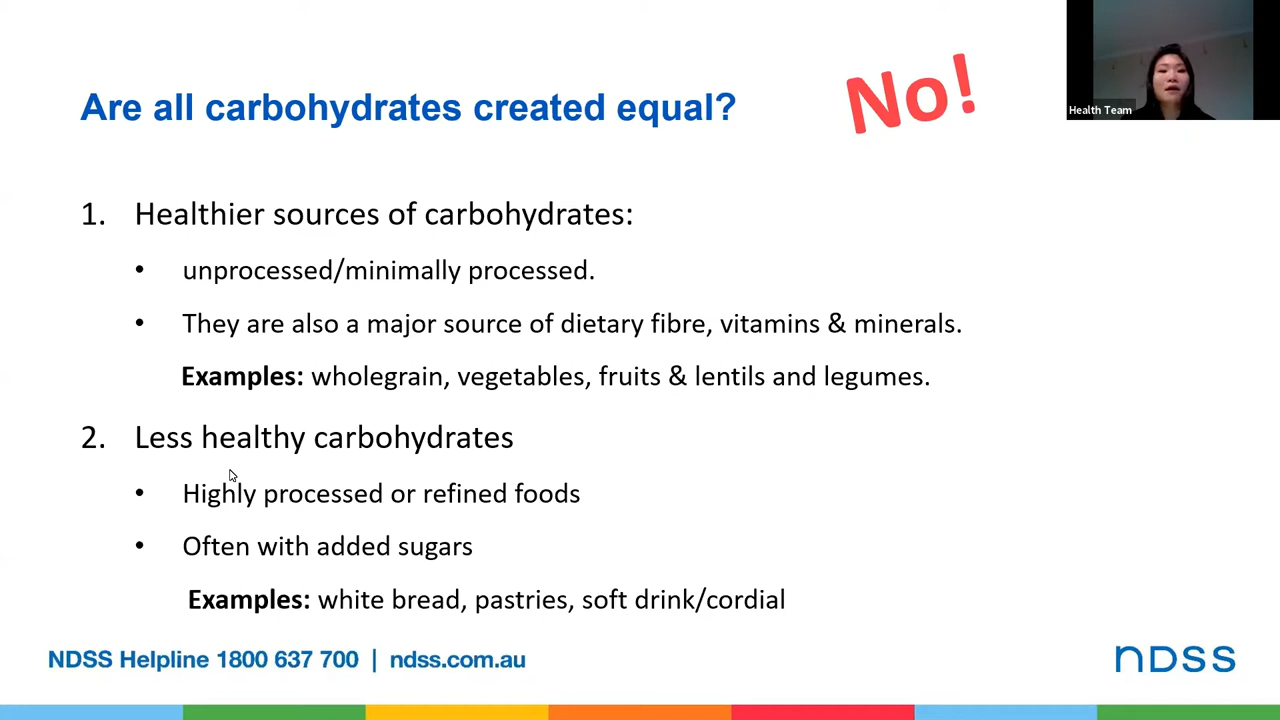 Are all carbohydrates created equal?
No!
Health Team
1. Healthier sources of carbohydrates:
• unprocessed/minimally processed.
• They are also a major source of dietary fibre, vitamins & minerals.
Examples: wholegrain, vegetables, fruits & lentils and legumes.
2. Less healthy carbohydrates
• Highly processed or refined foods
• Often with added sugars
Examples: white bread, pastries, soft drink/cordial
NDSS Helpline 1800 637 700 | ndss.com.au
ndss